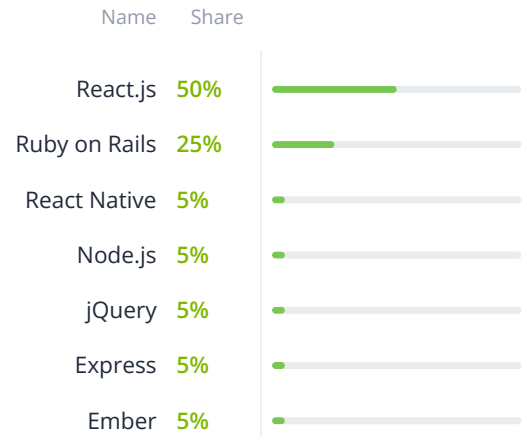 Name Share
React.js 50%
Ruby on Rails 25%
React Native 5%
Node.js 5%
jQuery 5%
Express 5%
Ember 5%